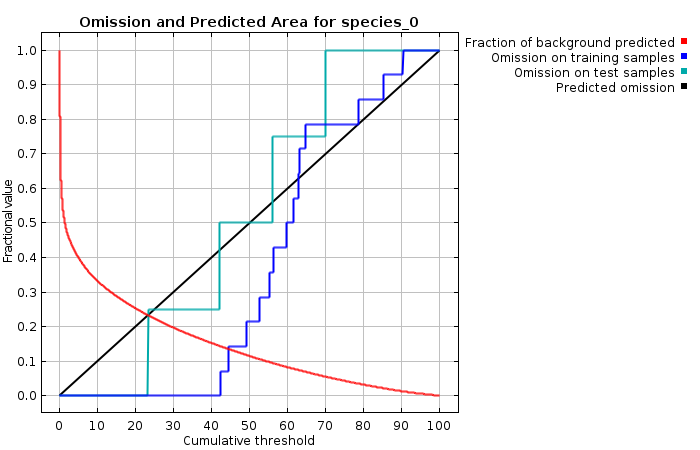 Omission and Predicted Area for species_0
Fraction of background predicted
Omission on training samples
Omission on test samples
Predicted omission
Fractional value
1.0
0.9
0.8
0.7
0.6
0.5
0.4
0.3
0.2
0.1
0.0
0 10 20 30 40 50 60 70 80 90 100
Cumulative threshold